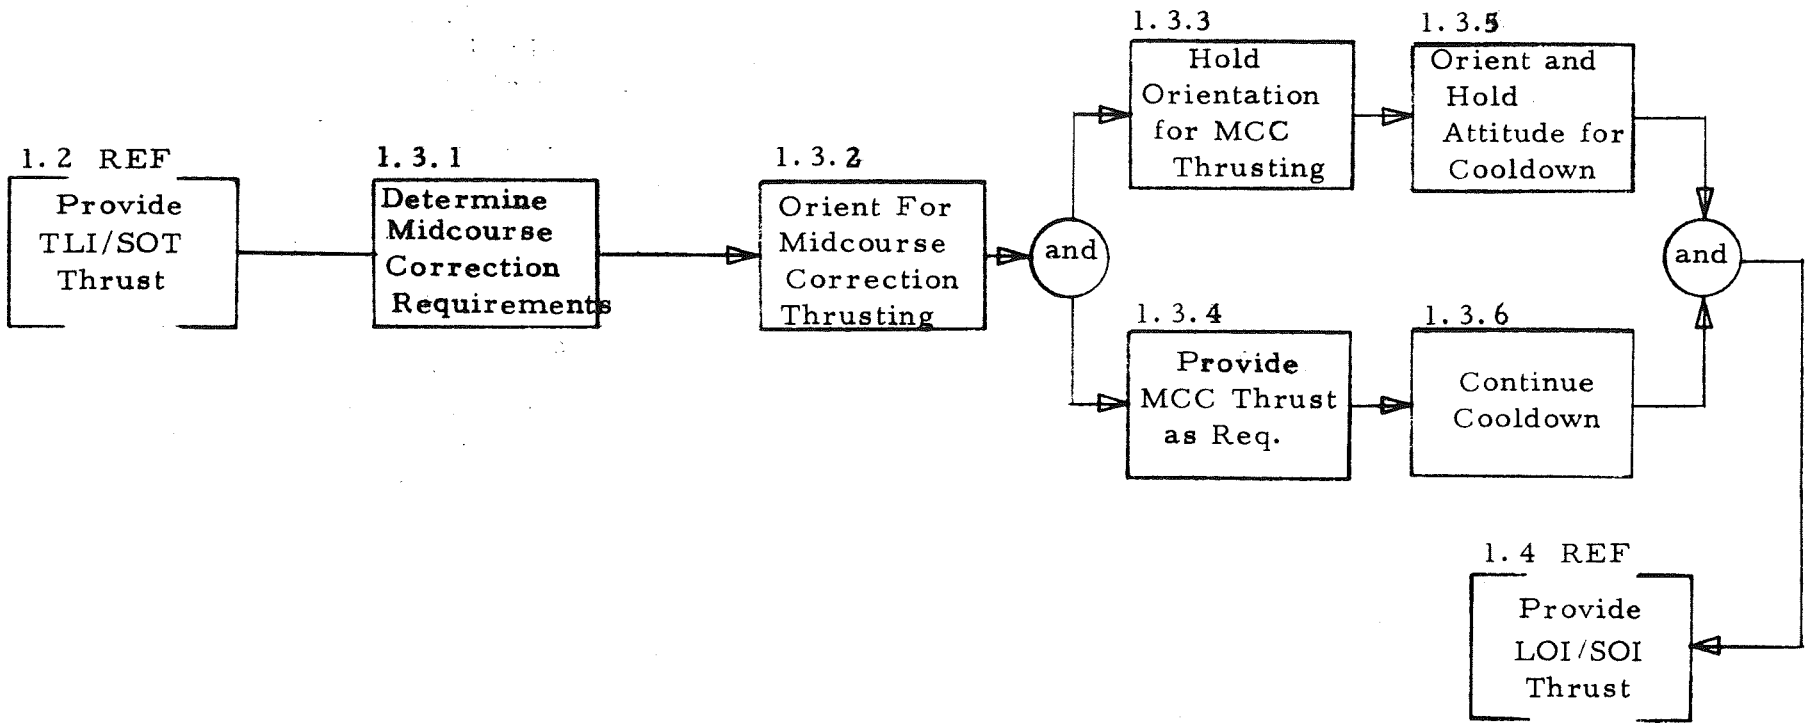 1.2 REF
Provide
TLI/SOT
Thrust
1.3.1
Determine
Midcourse
Correction
Requirements
1.3.2
Orient For
Midcourse
Correction
Thrusting
and
1.3.3
Hold
Orientation
for MCC
Thrusting
1.3.5
Orient and
Hold
Attitude for
Cooldown
1.3.4
Provide
MCC Thrust
as Req.
1.3.6
Continue
Cooldown
and
1.4 REF
Provide
LOI/SOI
Thrust